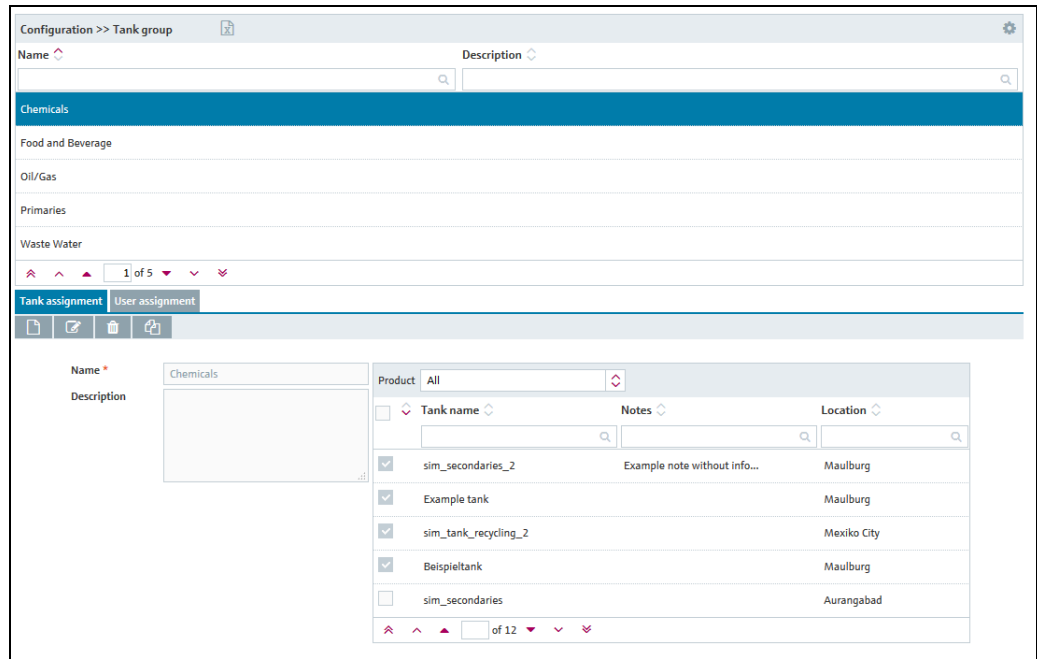 Configuration >> Tank group
Name Description
Chemicals
Food and Beverage
Oil/Gas
Primaries
Waste Water
1 of 5
Tank assignment User assignment
Name * Chemicals
Description
Product All
Tank name Notes Location
sim_secondaries_2 Example note without info... Maulburg
Example tank Maulburg
sim_tank_recycling_2 Mexiko City
Beispieltank Maulburg
sim_secondaries Aurangabad
of 12